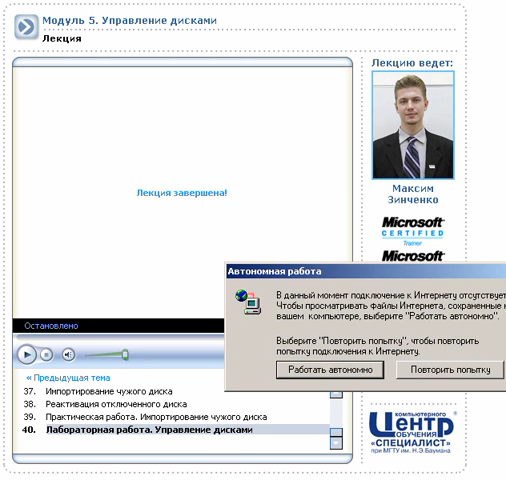 Модуль 5. Управление дисками
Лекция
Лекцию ведет:
Лекция завершена!
Максим
Зинченко
Microsoft
CERTIFIED
Trainer
Microsoft
Автономная работа
В данный момент подключение к Интернету отсутствует
Чтобы просматривать файлы Интернета, сохраненные н
вашем компьютере, выберите "Работать автономно".
Выберите "Повторить попытку", чтобы повторить
попытку подключения к Интернету.
Работать автономно
Повторить попытку
Остановлено
« Предыдущая тема
37. Импортирование чужого диска
38. Реактивация отключенного диска
39. Практическая работа. Импортирование чужого диска
40. Лабораторная работа. Управление дисками
компьютерного
Центр
ОБУЧЕНИЯ
«СПЕЦИАЛИСТ»
при МГТУ им. Н.Э.Баумана